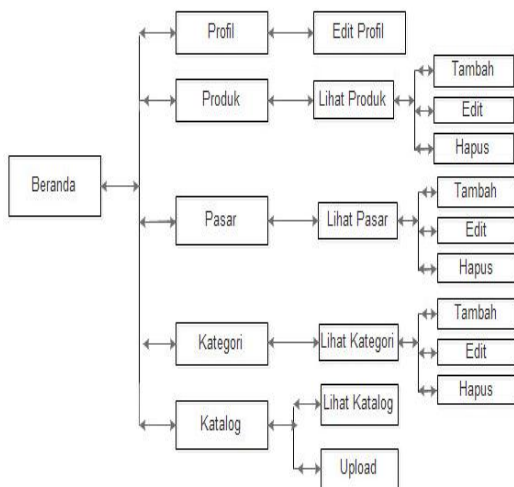 Profil
Edit Profil
Produk
Lihat Produk
Tambah
Edit
Hapus
Beranda
Pasar
Lihat Pasar
Tambah
Edit
Hapus
Kategori
Lihat Kategori
Tambah
Edit
Hapus
Katalog
Lihat Katalog
Upload